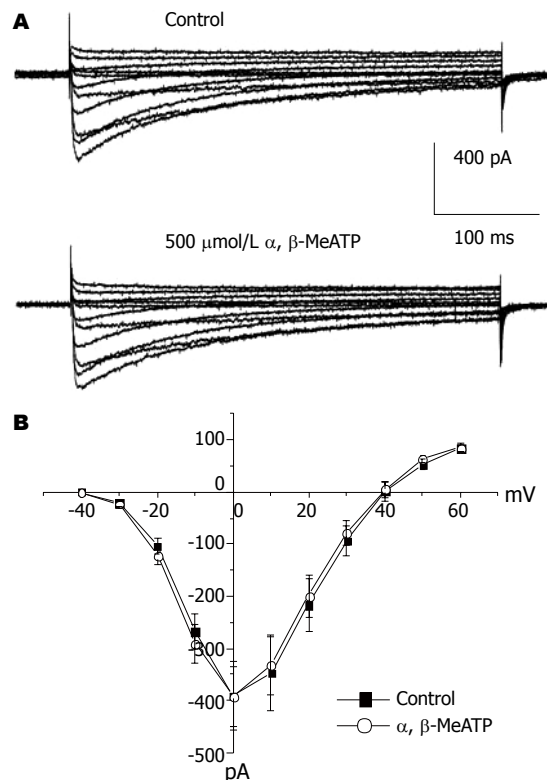 A
Control
400 pA
100 ms
500 μmol/L α, β-MeATP
B
100
0
-40 -20 0 20 40 60 mV
-100
-200
-300
-400
-500
pA
Control
α, β-MeATP